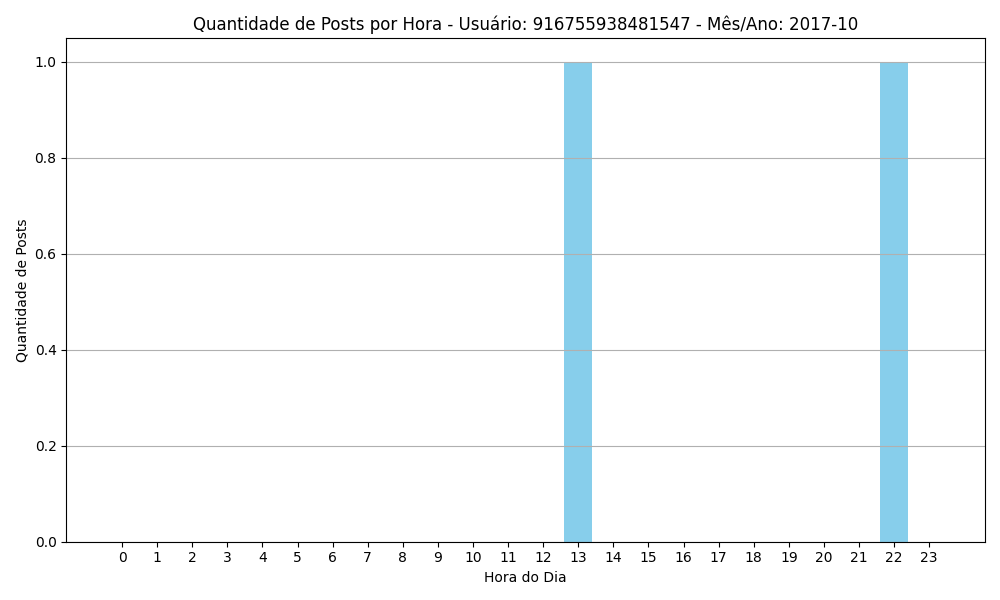 Quantidade de Posts por Hora - Usuário: 916755938481547 - Mês/Ano: 2017-10
Quantidade de Posts
1.0
0.8
0.6
0.4
0.2
0.0
0 1 2 3 4 5 6 7 8 9 10 11 12 13 14 15 16 17 18 19 20 21 22 23
Hora do Dia